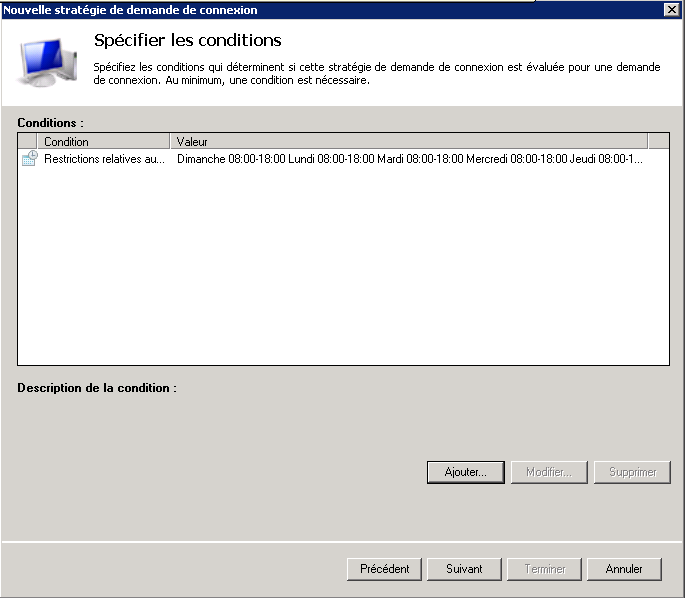 Nouvelle stratégie de demande de connexion
Spécifier les conditions
Spécifiez les conditions qui déterminent si cette stratégie de demande de connexion est évaluée pour une demande
de connexion. Au minimum, une condition est nécessaire.
Conditions :
Condition Valeur
Restrictions relatives au... Dimanche 08:00-18:00 Lundi 08:00-18:00 Mardi 08:00-18:00 Mercredi 08:00-18:00 Jeudi 08:00-1...
Description de la condition :
Ajouter... Modifier... Supprimer
Précédent Suivant Terminer Annuler